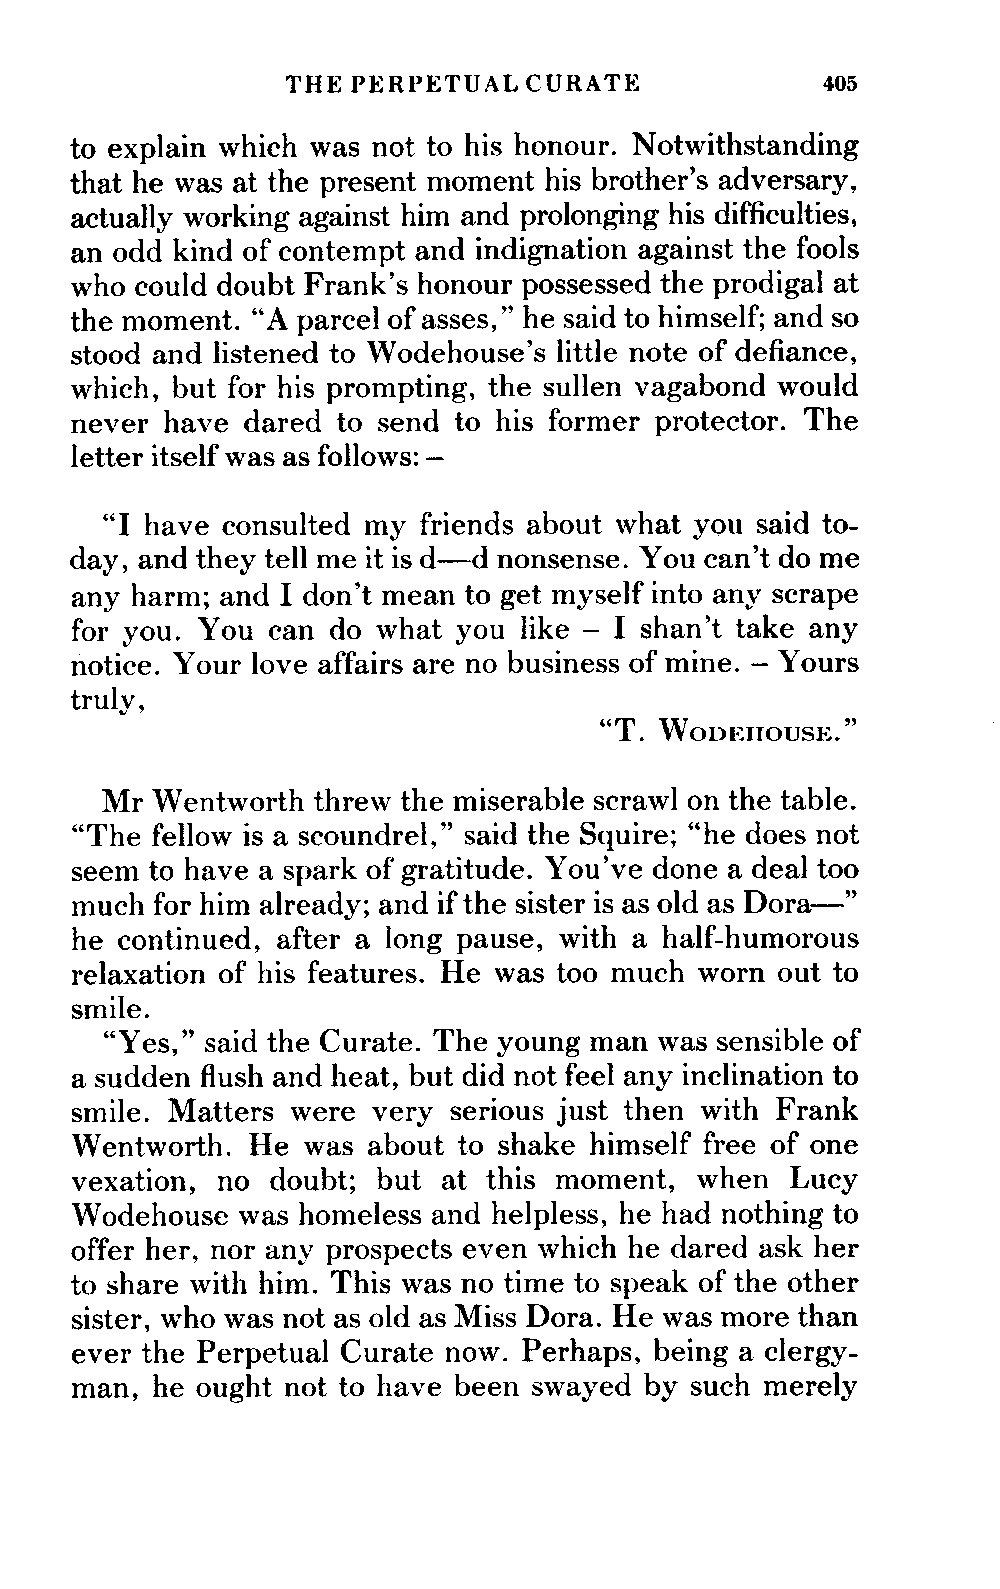 THE PERPETUAL CURATE 405
to explain which was not to his honour. Notwithstanding
that he was at the present moment his brother's adversary,
actually working against him and prolonging his difficulties,
an odd kind of contempt and indignation against the fools
who could doubt Frank's honour possessed the prodigal at
the moment. “A parcel of asses,” he said to himself; and so
stood and listened to Wodehouse's little note of defiance,
which, but for his prompting, the sullen vagabond would
never have dared to send to his former protector. The
letter itself was as follows: –
“I have consulted my friends about what you said to-
day, and they tell me it is d—d nonsense. You can't do me
any harm; and I don't mean to get myself into any scrape
for you. You can do what you like – I shan't take any
notice. Your love affairs are no business of mine. – Yours
truly,
“T. WODEHOUSE.”
Mr Wentworth threw the miserable scrawl on the table.
“The fellow is a scoundrel,” said the Squire; “he does not
seem to have a spark of gratitude. You've done a deal too
much for him already; and if the sister is as old as Dora—”
he continued, after a long pause, with a half-humorous
relaxation of his features. He was too much worn out to
smile.
“Yes,” said the Curate. The young man was sensible of
a sudden flush and heat, but did not feel any inclination to
smile. Matters were very serious just then with Frank
Wentworth. He was about to shake himself free of one
vexation, no doubt; but at this moment, when Lucy
Wodehouse was homeless and helpless, he had nothing to
offer her, nor any prospects even which he dared ask her
to share with him. This was no time to speak of the other
sister, who was not as old as Miss Dora. He was more than
ever the Perpetual Curate now. Perhaps, being a clergy-
man, he ought not to have been swayed by such merely